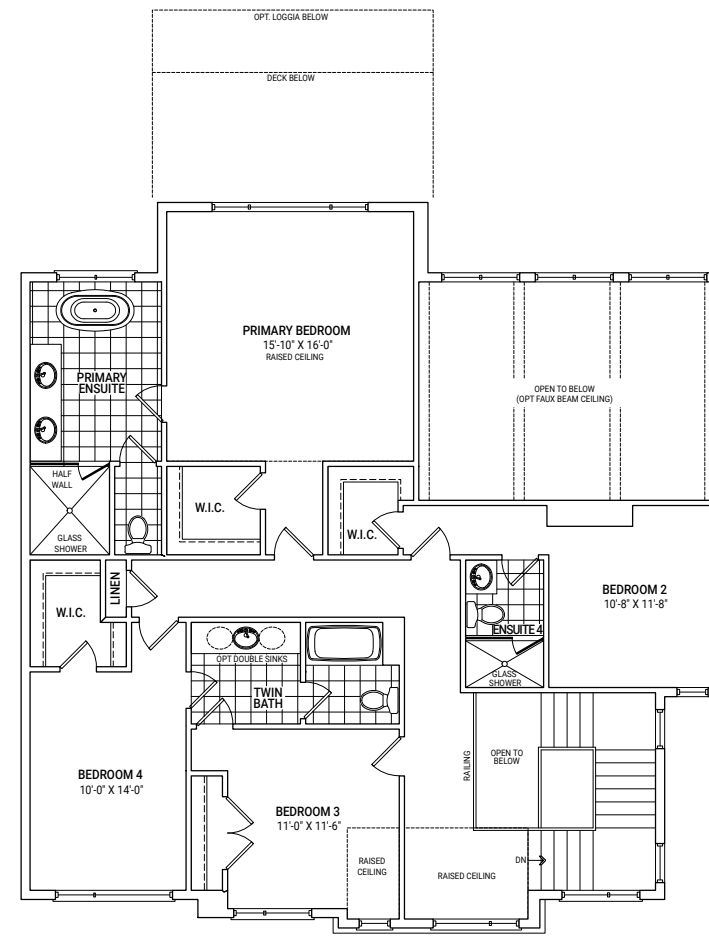 OPT. LOGGIA BELOW
DECK BELOW
PRIMARY BEDROOM
15'-10" X 16'-0"
RAISED CEILING
PRIMARY
ENSUITE
OPEN TO BELOW
(OPT FAUX BEAM CEILING)
HALF
WALL
GLASS
SHOWER
W.I.C.
W.I.C.
LINEN
W.I.C.
BEDROOM 2
10'-8" X 11'-8"
ENSUITE 4
GLASS
SHOWER
OPT DOUBLE SINKS
TWIN
BATH
BEDROOM 4
10'-0" X 14'-0"
BEDROOM 3
11'-0" X 11'-6"
RAISED
CEILING
RAILING
OPEN TO
BELOW
RAISED CEILING
DN